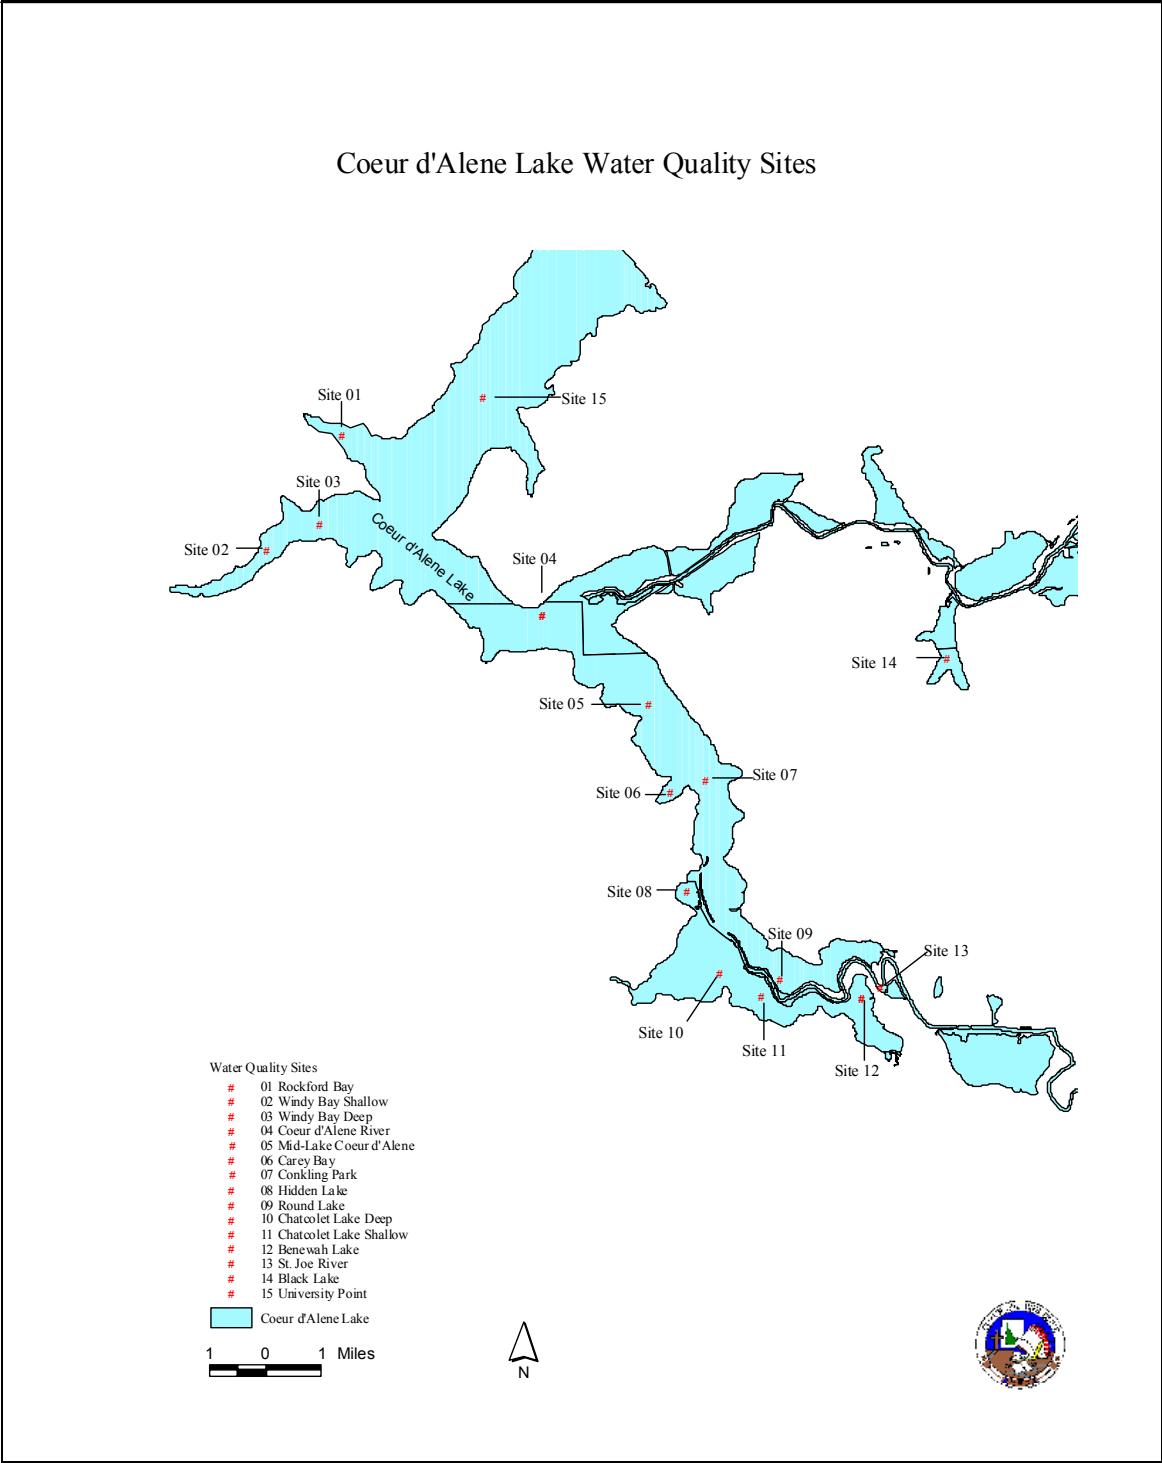 Coeur d'Alene Lake Water Quality Sites
Site 01
Site 15
Site 03
Site 02
Coeur d'Alene Lake
Site 04
Site 14
Site 05
Site 07
Site 06
Site 08
Site 09
Site 13
Site 10
Site 11
Site 12
Water Quality Sites
# 01 Rockford Bay
# 02 Windy Bay Shallow
# 03 Windy Bay Deep
# 04 Coeur d'Alene River
# 05 Mid-Lake Coeur d'Alene
# 06 Carey Bay
# 07 Conkling Park
# 08 Hidden Lake
# 09 Round Lake
# 10 Chatcolet Lake Deep
# 11 Chatcolet Lake Shallow
# 12 Benewah Lake
# 13 St. Joe River
# 14 Black Lake
# 15 University Point
Coeur d'Alene Lake
1 0 1 Miles
N